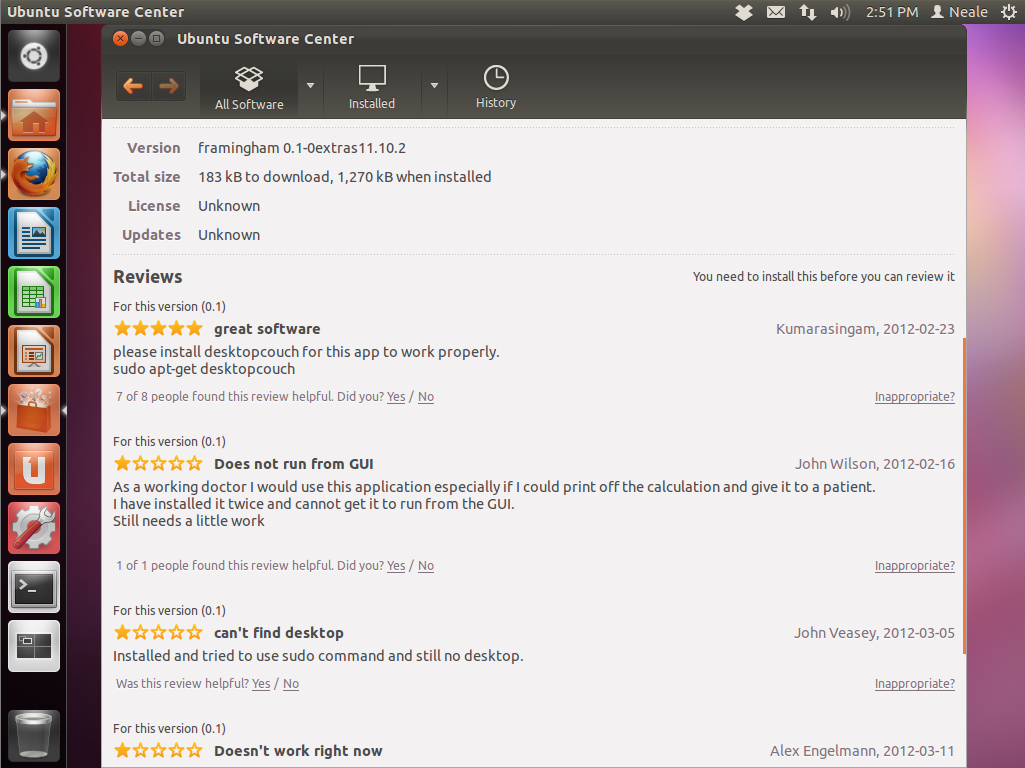 Ubuntu Software Center
2:51 PM Neale
Ubuntu Software Center
All Software
Installed
History
Version framingham 0.1-0extras11.10.2
Total size 183 kB to download, 1,270 kB when installed
License Unknown
Updates Unknown
Reviews You need to install this before you can review it
For this version (0.1)
great software Kumarasingam, 2012-02-23
please install desktopcouch for this app to work properly.
sudo apt-get desktopcouch
7 of 8 people found this review helpful. Did you? Yes / No Inappropriate?
For this version (0.1)
Does not run from GUI John Wilson, 2012-02-16
As a working doctor I would use this application especially if I could print off the calculation and give it to a patient.
I have installed it twice and cannot get it to run from the GUI.
Still needs a little work
1 of 1 people found this review helpful. Did you? Yes / No Inappropriate?
For this version (0.1)
can't find desktop John Veasey, 2012-03-05
Installed and tried to use sudo command and still no desktop.
Was this review helpful? Yes / No Inappropriate?
For this version (0.1)
Doesn't work right now Alex Engelmann, 2012-03-11